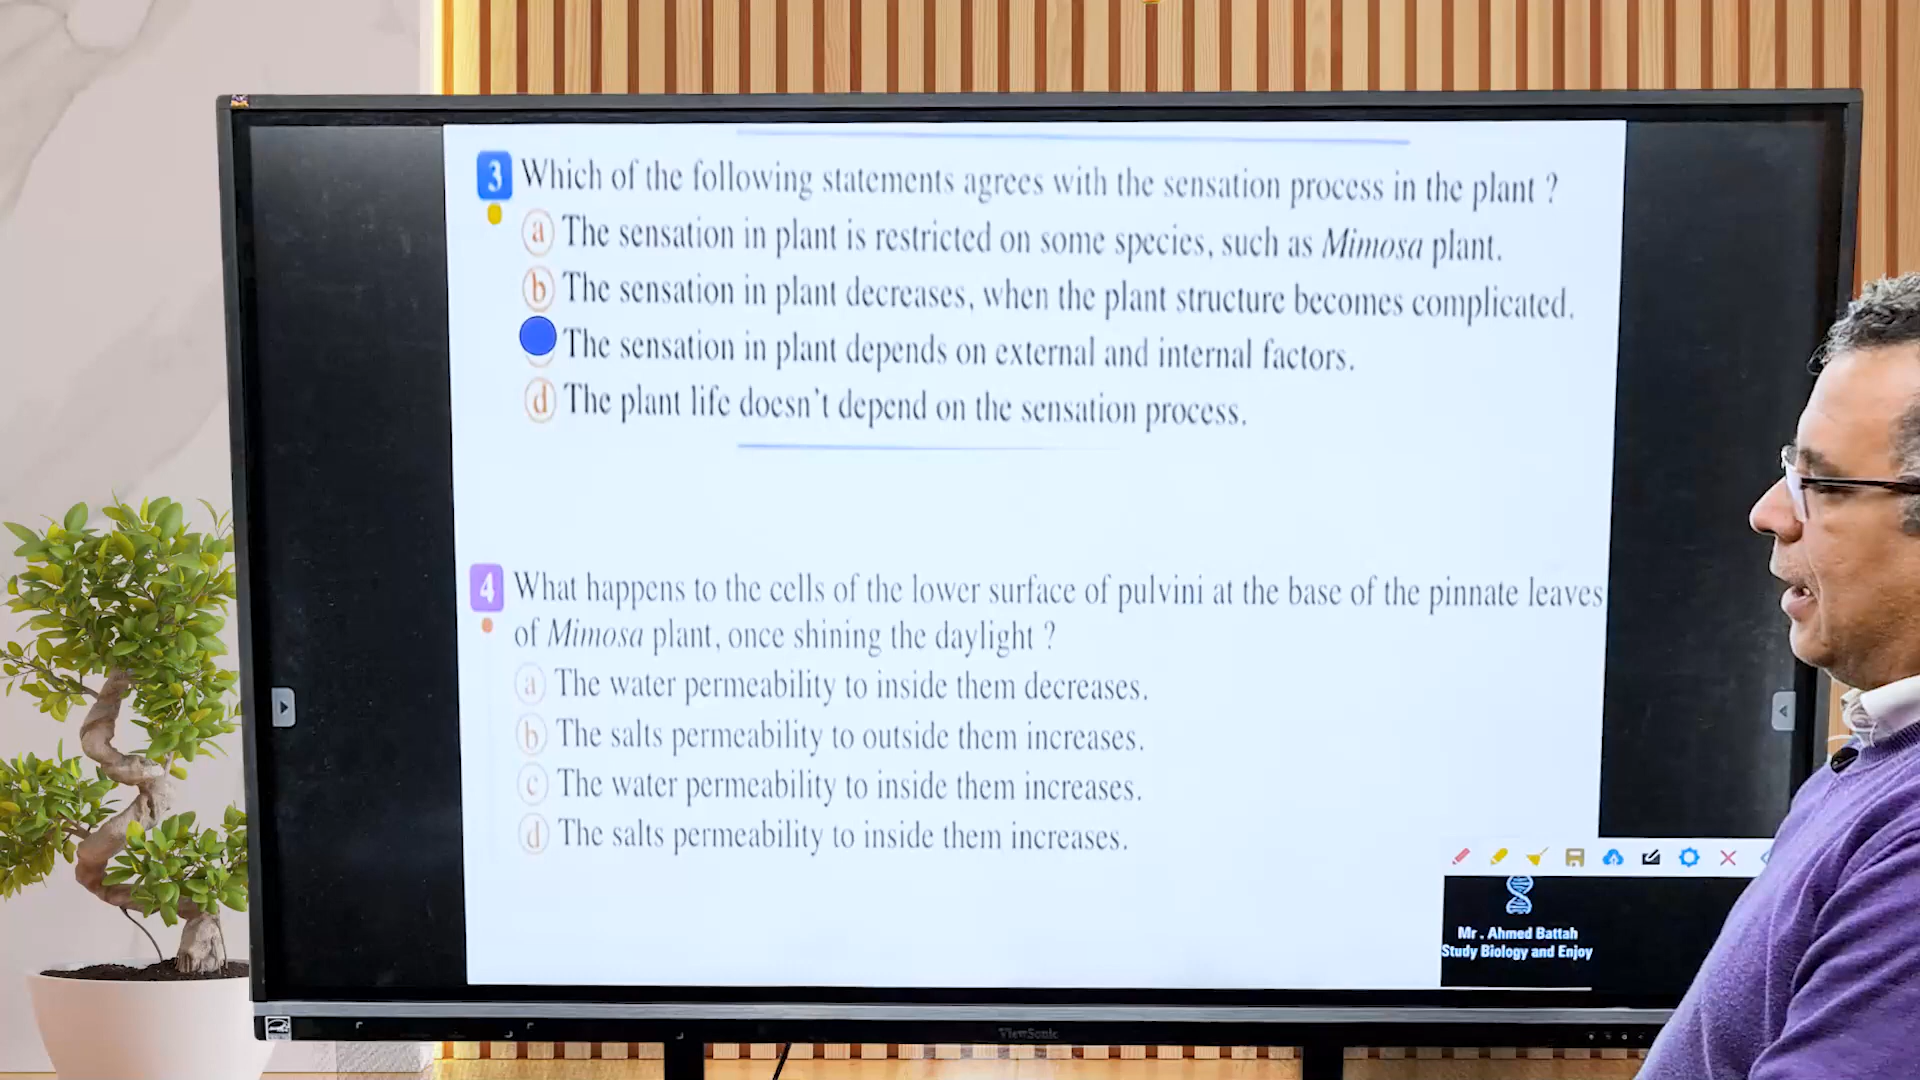 3 Which of the following statements agrees with the sensation process in the plant ?
a The sensation in plant is restricted on some species, such as Mimosa plant.
b The sensation in plant decreases, when the plant structure becomes complicated.
The sensation in plant depends on external and internal factors.
d The plant life doesn't depend on the sensation process.
4 What happens to the cells of the lower surface of pulvini at the base of the pinnate leaves
of Mimosa plant, once shining the daylight ?
a The water permeability to inside them decreases.
b The salts permeability to outside them increases.
c The water permeability to inside them increases.
d The salts permeability to inside them increases.
Mr . Ahmed Battah
Study Biology and Enjoy
ViewSonic